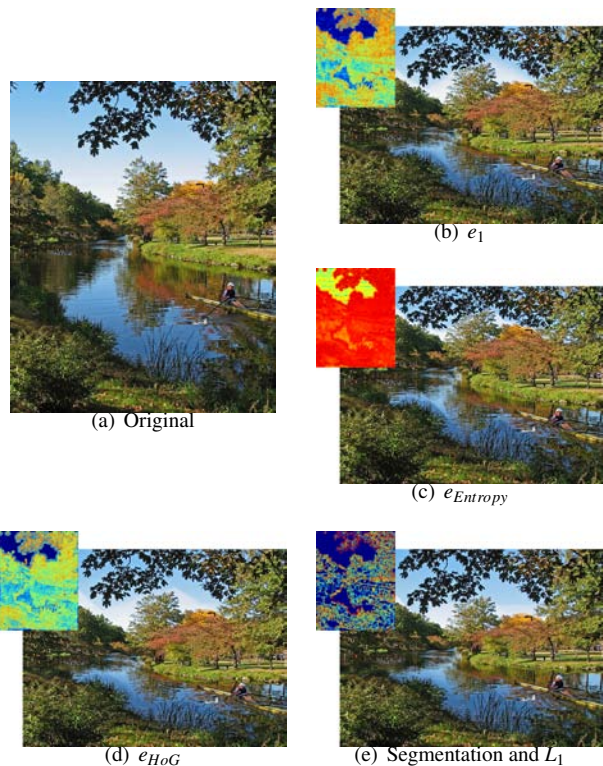 (b) e1
(a) Original
(c) eEntropy
(d) eHoG
(e) Segmentation and L1